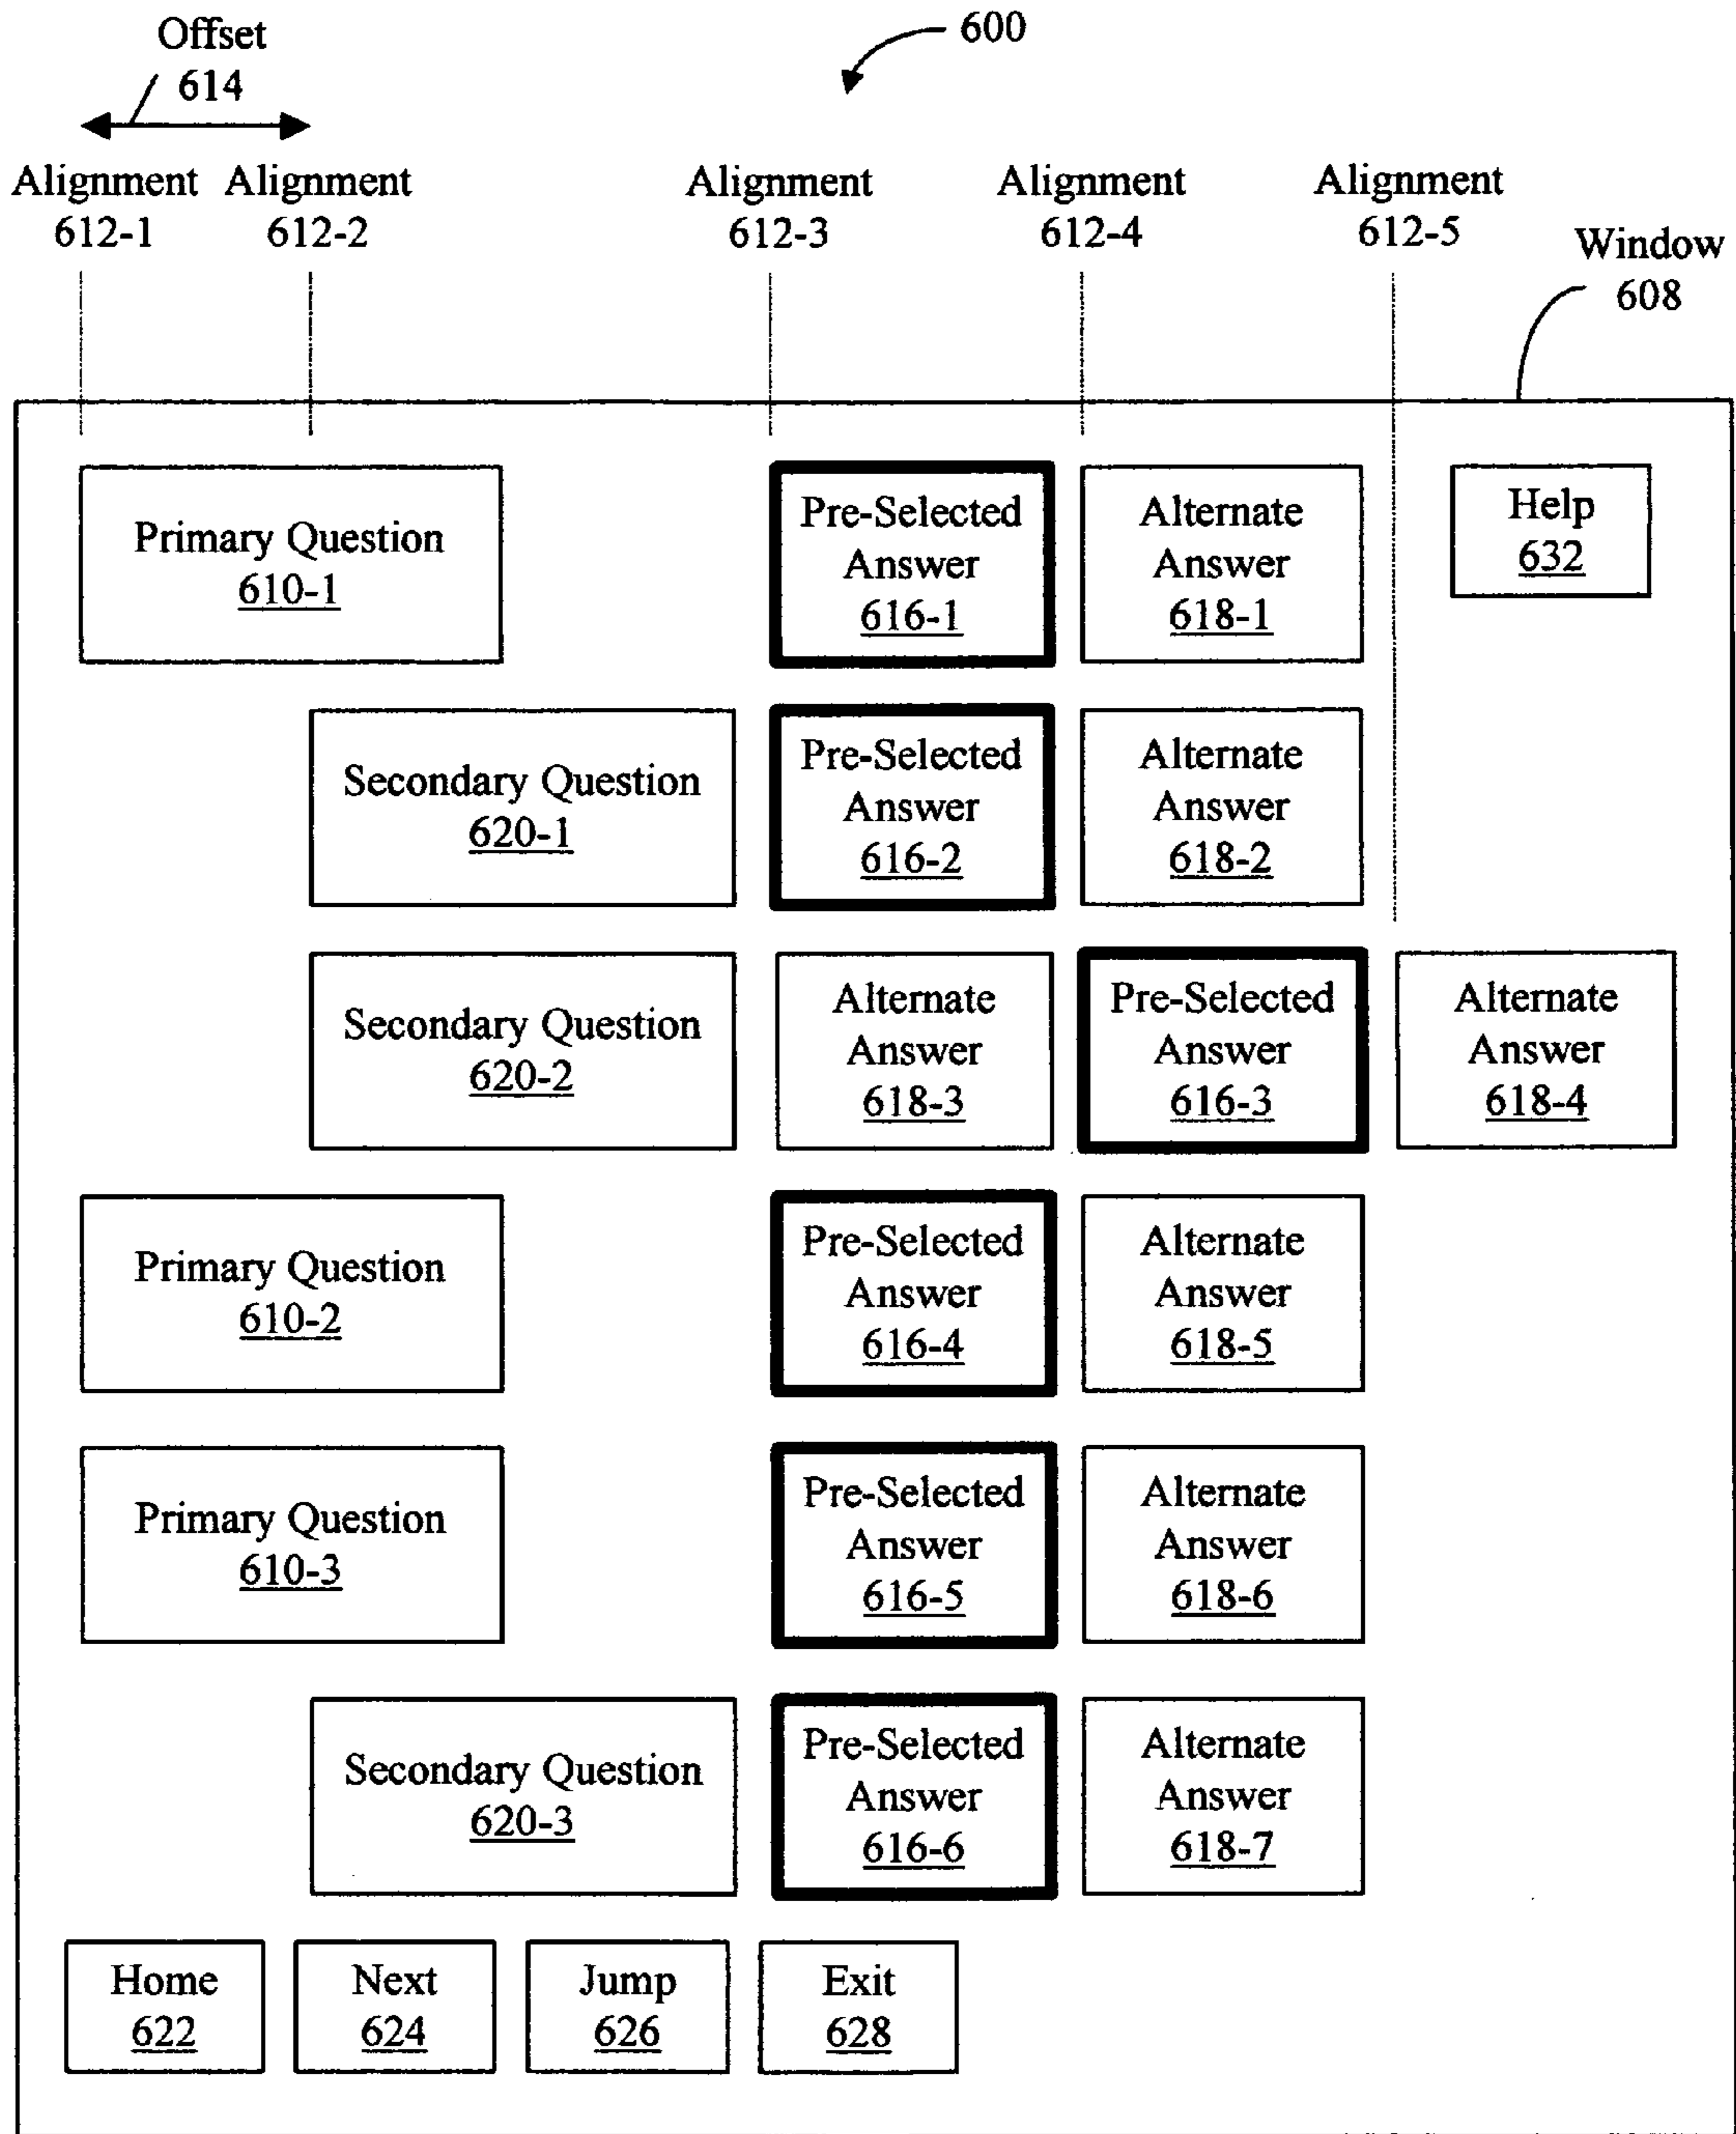 Offset
614
600
Alignment
612-1
Alignment
612-2
Alignment
612-3
Alignment
612-4
Alignment
612-5
Window
608
Primary Question
610-1
Pre-Selected
Answer
616-1
Alternate
Answer
618-1
Help
632
Secondary Question
620-1
Pre-Selected
Answer
616-2
Alternate
Answer
618-2
Secondary Question
620-2
Alternate
Answer
618-3
Pre-Selected
Answer
616-3
Alternate
Answer
618-4
Primary Question
610-2
Pre-Selected
Answer
616-4
Alternate
Answer
618-5
Primary Question
610-3
Pre-Selected
Answer
616-5
Alternate
Answer
618-6
Secondary Question
620-3
Pre-Selected
Answer
616-6
Alternate
Answer
618-7
Home
622
Next
624
Jump
626
Exit
628